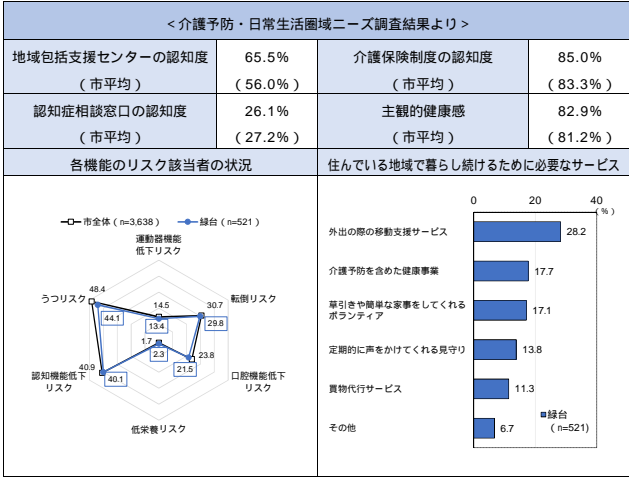 ＜介護予防・日常生活圏域ニーズ調査結果より＞
地域包括支援センターの認知度
（市平均）
65.5%
（56.0%）
介護保険制度の認知度
（市平均）
85.0%
（83.3%）
認知症相談窓口の認知度
（市平均）
26.1%
（27.2%）
主観的健康感
（市平均）
82.9%
（81.2%）
各機能のリスク該当者の状況
住んでいる地域で暮らし続けるために必要なサービス
市全体（n=3,638）
緑台（n=521）
運動器機能
低下リスク
14.5
13.4
転倒リスク
30.7
29.8
口腔機能低下
リスク
23.8
21.5
低栄養リスク
1.7
2.3
認知機能低下
リスク
40.9
40.1
うつリスク
48.4
44.1
0
20
40
（%）
外出の際の移動支援サービス
28.2
介護予防を含めた健康事業
17.7
草引きや簡単な家事をしてくれる
ボランティア
17.1
定期的に声をかけてくれる見守り
13.8
買物代行サービス
11.3
その他
6.7
緑台
（n=521）